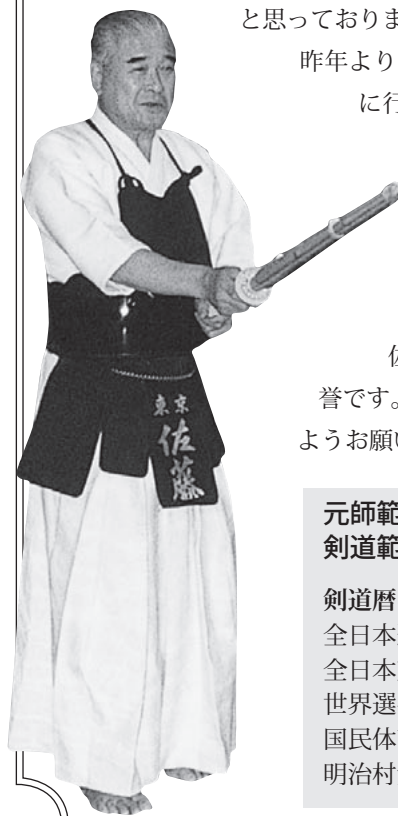 と思っておりま
昨年より
に行
誉です。
ようお願い
東京
佐藤
元師範
剣道範
剣道暦
全日本
全日本
世界選
国民体
明治村